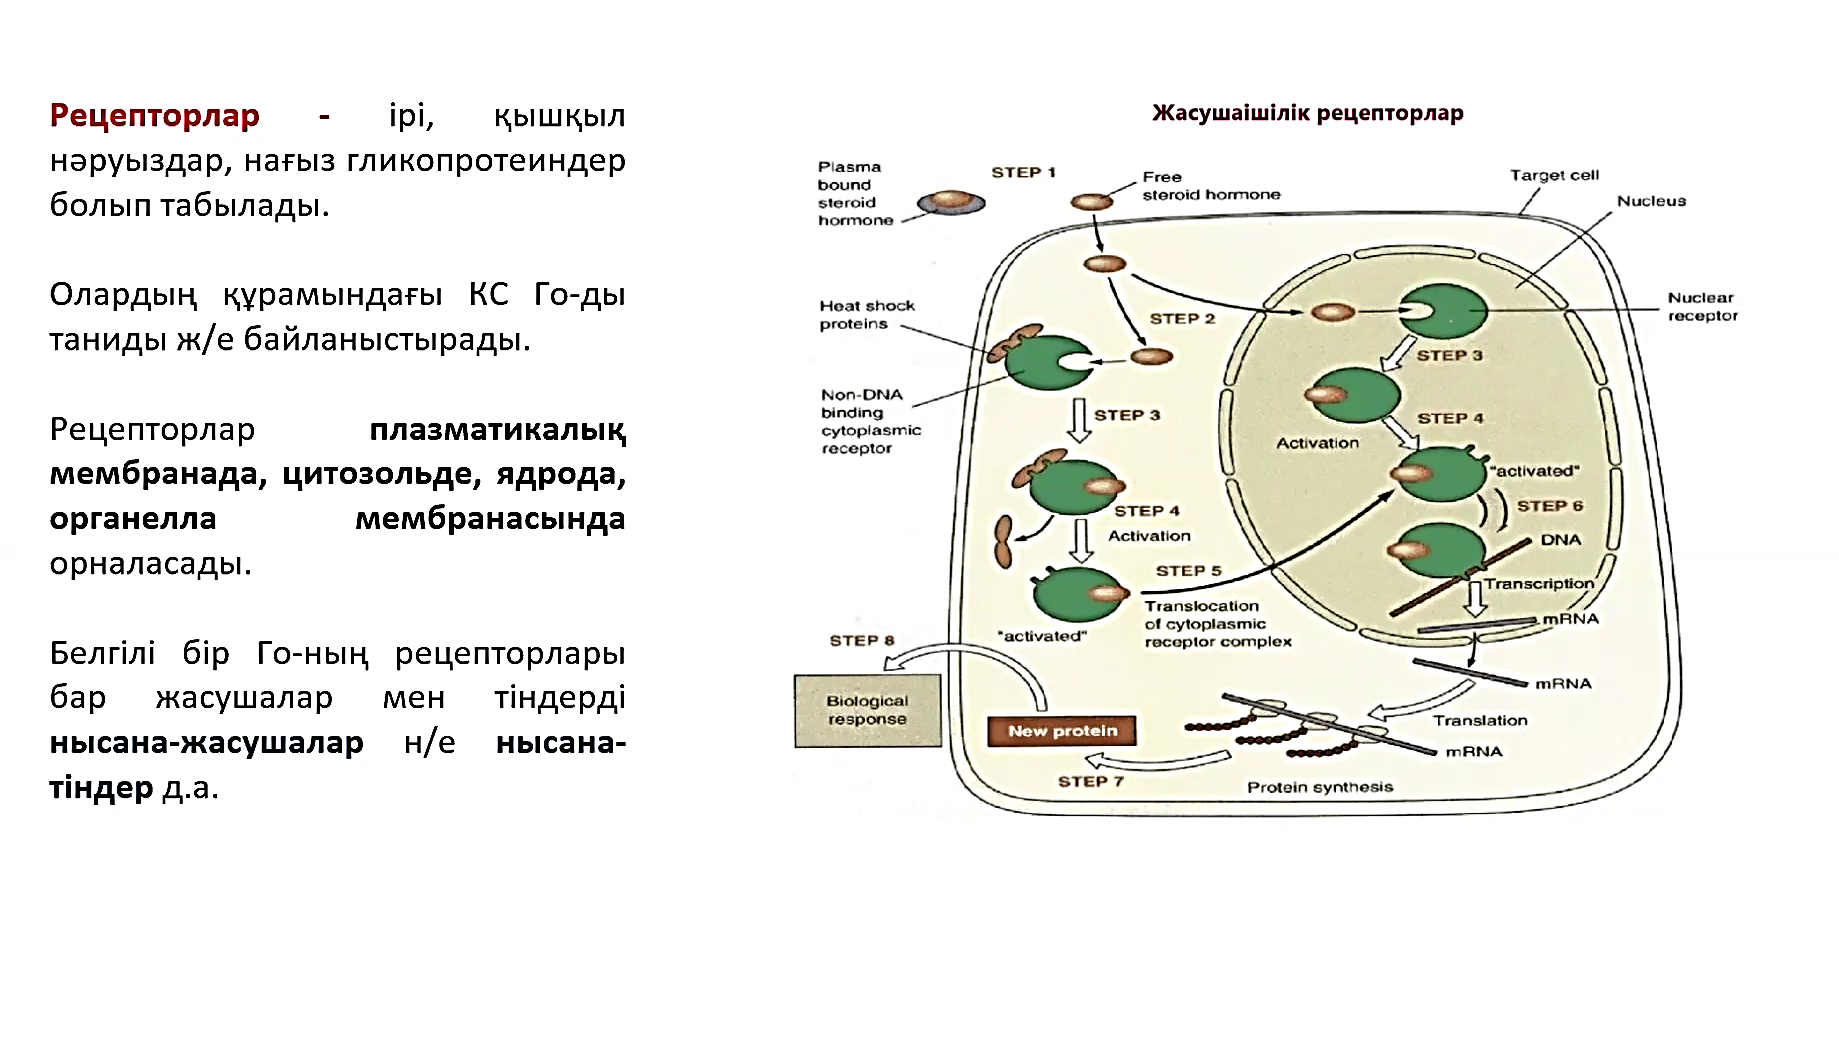 Рецепторлар - ірі, қышқыл
нәруыздар, нағыз гликопротеиндер
болып табылады.
Олардың құрамындағы КС Го-ды
таниды ж/е байланыстырады.
Рецепторлар плазматикалық
мембранада, цитозольде, ядрода,
органелла мембранасында
орналасады.
Белгілі бір Го-ның рецепторлары
бар жасушалар мен тіндерді
нысана-жасушалар н/е нысана-
тіндер д.а.
Жасушаішілік рецепторлар
Plasma
bound
steroid
hormone
STEP 1
Free
steroid hormone
Target cell
Nucleus
Heat shock
proteins
STEP 2
Nuclear
receptor
STEP 3
Non-DNA
binding
cytoplasmic
receptor
STEP 3
STEP 4
Activation
"activated"
STEP 4
Activation
STEP 6
DNA
STEP 5
Transcription
Translocation
of cytoplasmic
receptor complex
mRNA
"activated"
STEP 8
mRNA
Biological
response
New protein
Translation
mRNA
STEP 7
Protein synthesis